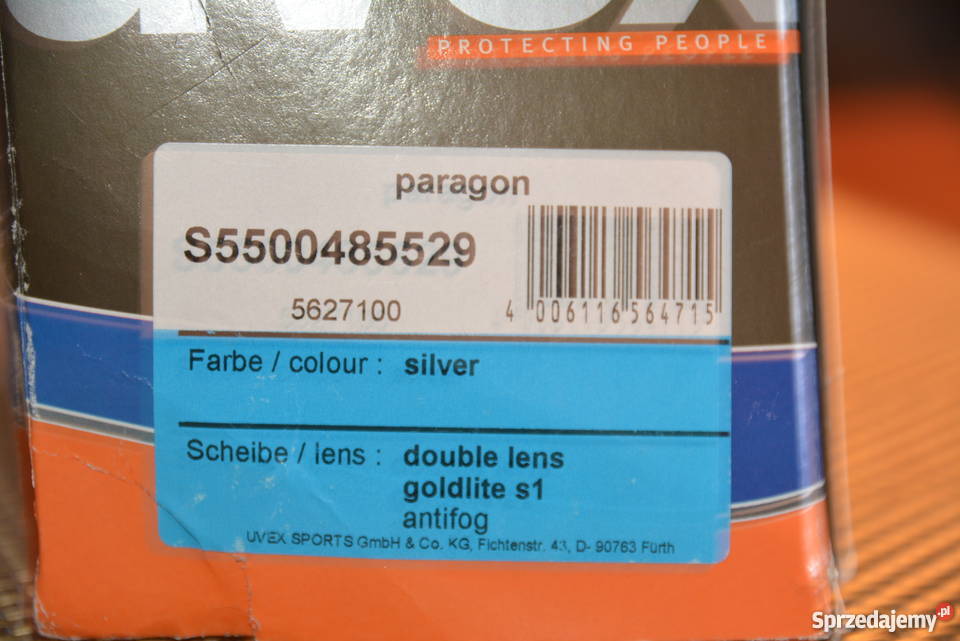 uvex
PROTECTING PEOPLE
paragon
S5500485529
5627100
4 006116 564715
Farbe / colour : silver
Scheibe / lens : double lens
goldlite s1
antifog
UVEX SPORTS GmbH & Co. KG, Fichtenstr. 43, D- 90763 Fürth
Sprzedajemy.pl